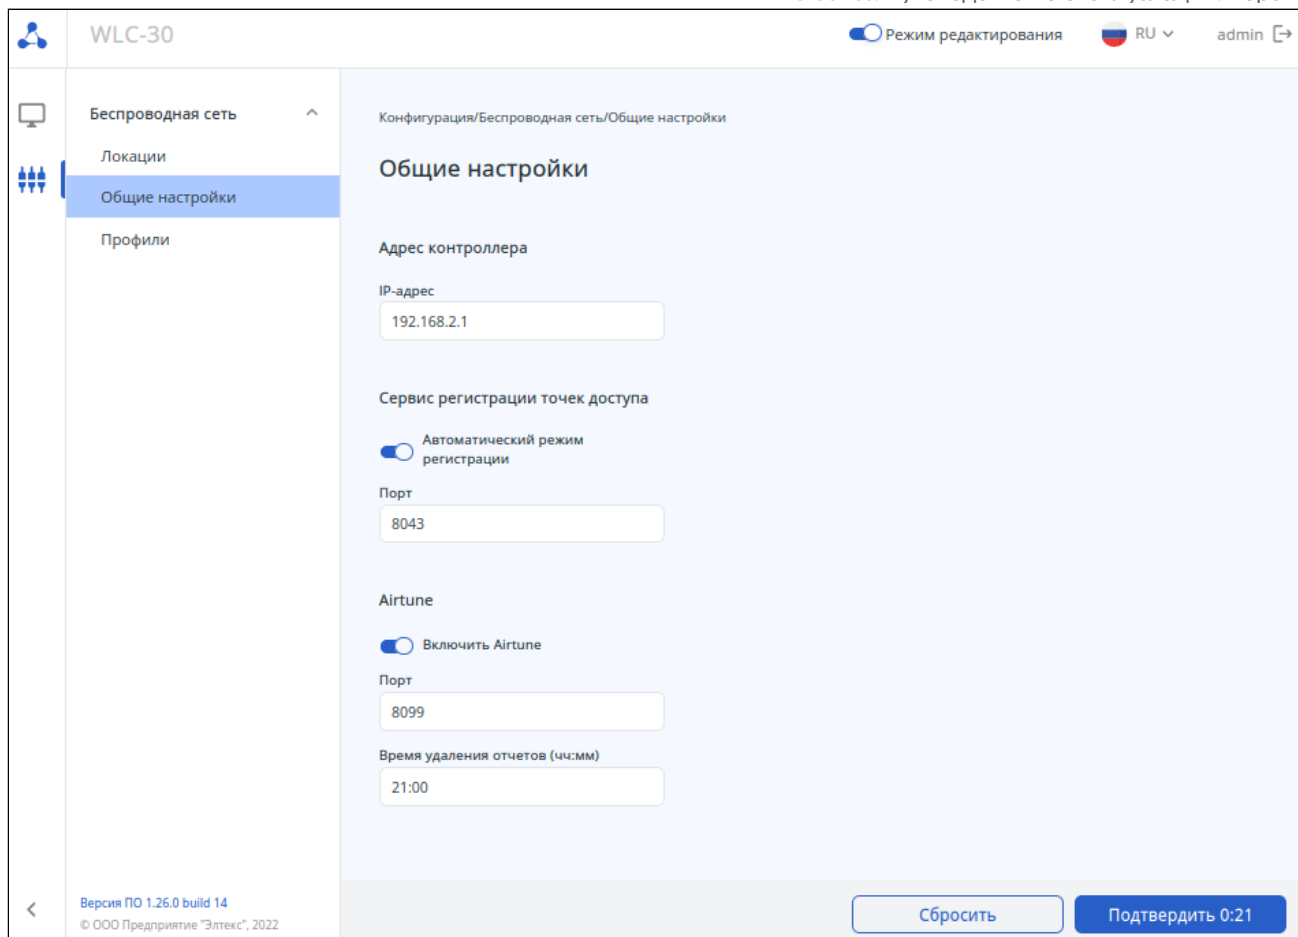 WLC-30
Режим редактирования
RU
admin
Беспроводная сеть
Локации
Общие настройки
Профили
Конфигурация/Беспроводная сеть/Общие настройки
Общие настройки
Адрес контроллера
IP-адрес
192.168.2.1
Сервис регистрации точек доступа
Автоматический режим
регистрации
Порт
8043
Airtune
Включить Airtune
Порт
8099
Время удаления отчетов (чч:мм)
21:00
Версия ПО 1.26.0 build 14
© ООО Предприятие "Элтекс", 2022
Сбросить
Подтвердить 0:21